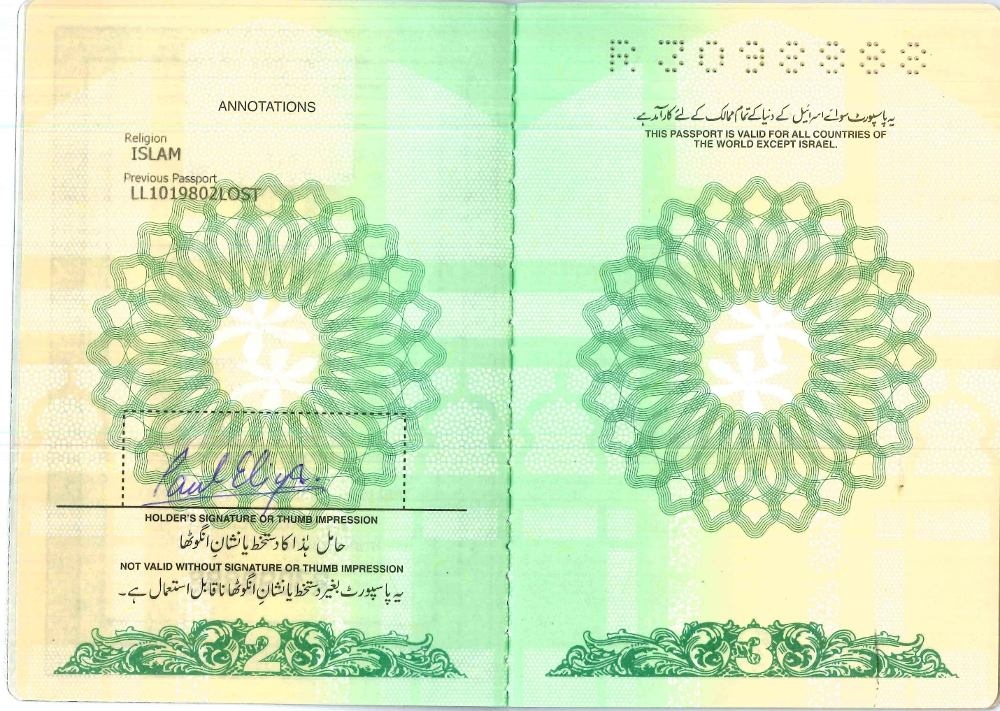 ANNOTATIONS
Religion
ISLAM
Previous Passport
LL1019802LOST
Paul Eliya.
HOLDER'S SIGNATURE OR THUMB IMPRESSION
حامل ہٰذا کا دستخط یا نشانِ انگوٹھا
NOT VALID WITHOUT SIGNATURE OR THUMB IMPRESSION
یہ پاسپورٹ بغیر دستخط یا نشانِ انگوٹھا ناقابل استعمال ہے۔
2
R3098888
یہ پاسپورٹ سوائے اسرائیل کے دنیا کے تمام ممالک کے لئے کارآمد ہے۔
THIS PASSPORT IS VALID FOR ALL COUNTRIES OF
THE WORLD EXCEPT ISRAEL.
3